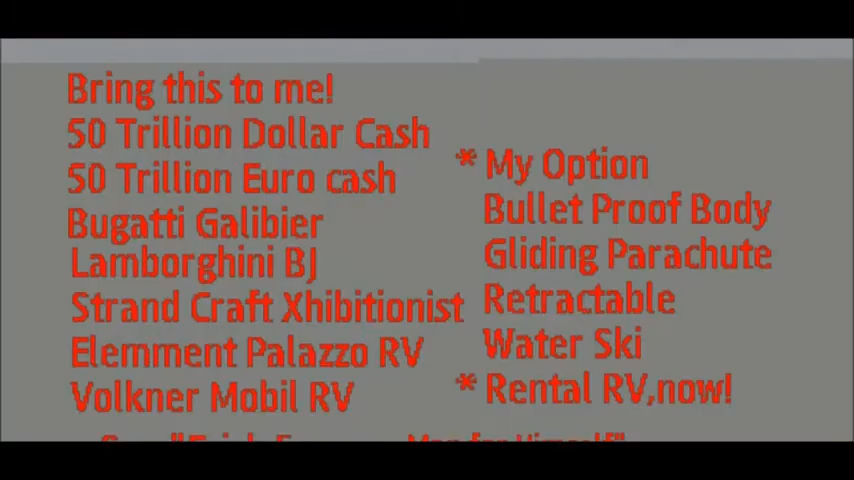 Bring this to me!
50 Trillion Dollar Cash
50 Trillion Euro cash
Bugatti Galibier
Lamborghini BJ
Strand Craft Xhibitionist
Elemment Palazzo RV
Volkner Mobil RV
* My Option
Bullet Proof Body
Gliding Parachute
Retractable
Water Ski
* Rental RV,now!